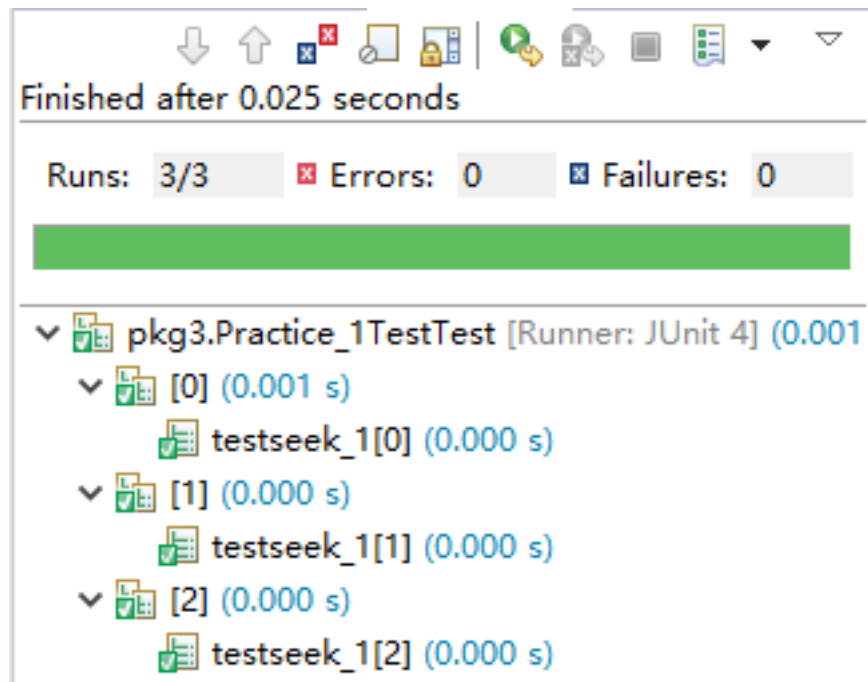 Finished after 0.025 seconds
Runs: 3/3 Errors: 0 Failures: 0
pkg3.Practice_1TestTest [Runner: JUnit 4] (0.001
[0] (0.001 s)
testseek_1[0] (0.000 s)
[1] (0.000 s)
testseek_1[1] (0.000 s)
[2] (0.000 s)
testseek_1[2] (0.000 s)